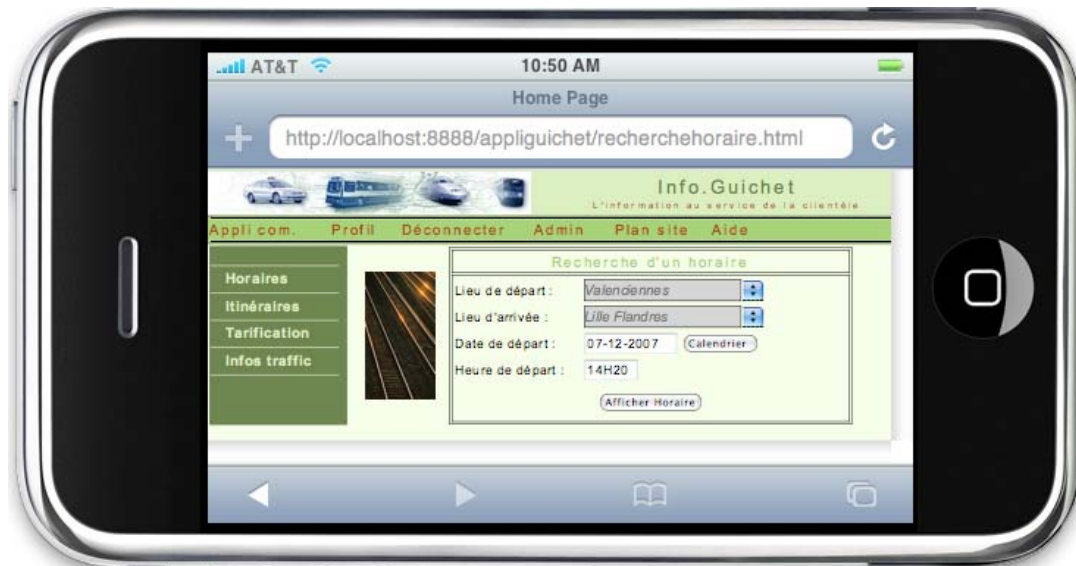 AT&T 10:50 AM
Home Page
http://localhost:8888/appliguichet/recherchehoraire.html
Info.Guichet
L'information au service de la clientéle
Appli com. Profil Déconnecter Admin Plan site Aide
Horaires
Itinéraires
Tarification
Infos traffic
Recherche d'un horaire
Lieu de départ : Valenciennes
Lieu d'arrivée : Lille Flandres
Date de départ : 07-12-2007 Calendrier
Heure de départ : 14H20
Afficher Horaire